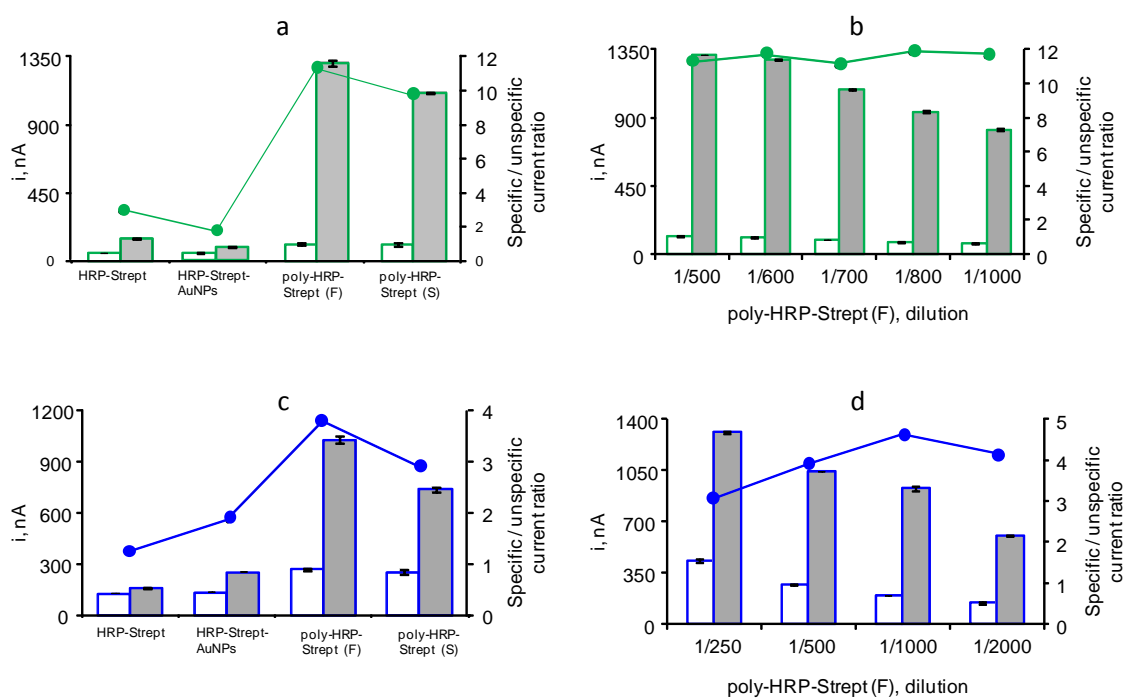 a
1350
900
450
0
i, nA
12
10
8
6
4
2
0
Specific / unspecific
current ratio
HRP-Strept
HRP-Strept-
AuNPs
poly-HRP-
Strept (F)
poly-HRP-
Strept (S)
b
1350
900
450
0
i, nA
12
10
8
6
4
2
0
Specific / unspecific
current ratio
1/500 1/600 1/700 1/800 1/1000
poly-HRP-Strept (F), dilution
c
1200
900
600
300
0
i, nA
4
3
2
1
0
Specific / unspecific
current ratio
HRP-Strept
HRP-Strept-
AuNPs
poly-HRP-
Strept (F)
poly-HRP-
Strept (S)
d
1400
1050
700
350
0
i, nA
5
4
3
2
1
0
Specific / unspecific
current ratio
1/250 1/500 1/1000 1/2000
poly-HRP-Strept (F), dilution